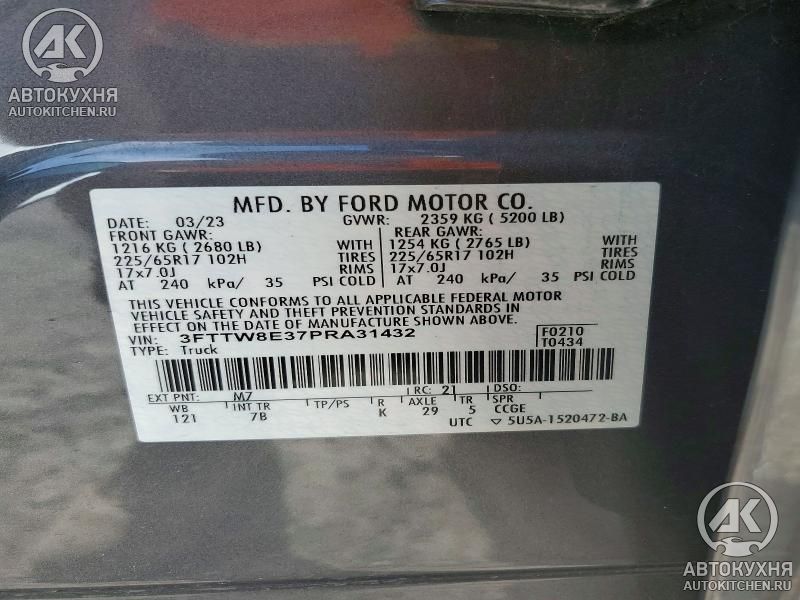 АК
АВТОКУХНЯ
AUTOKITCHEN.RU
MFD. BY FORD MOTOR CO.
DATE: 03/23 GVWR: 2359 KG ( 5200 LB)
FRONT GAWR: REAR GAWR:
1216 KG ( 2680 LB) WITH 1254 KG ( 2765 LB) WITH
225/65R17 102H TIRES 225/65R17 102H TIRES
17x7.0J RIMS 17x7.0J RIMS
AT 240 kPa/ 35 PSI COLD AT 240 kPa/ 35 PSI COLD
THIS VEHICLE CONFORMS TO ALL APPLICABLE FEDERAL MOTOR
VEHICLE SAFETY AND THEFT PREVENTION STANDARDS IN
EFFECT ON THE DATE OF MANUFACTURE SHOWN ABOVE.
VIN: 3FTTW8E37PRA31432 F0210
TYPE: Truck T0434
EXT PNT: M7 RC: 21 DSO:
WB INT TR TP/PS R AXLE TR SPR
121 7B K 29 5 CCGE
UTC ▽ 5U5A-1520472-BA
АК
АВТОКУХНЯ
AUTOKITCHEN.RU